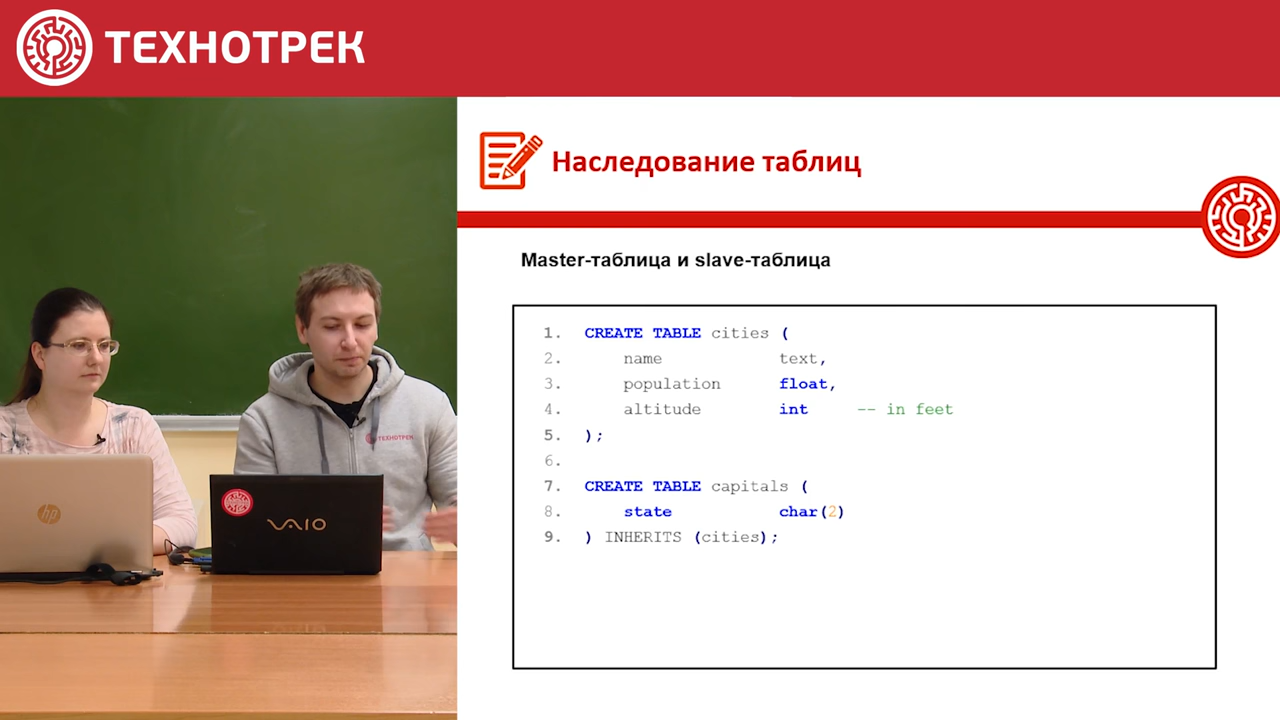 ТЕХНОТРЕК
Наследование таблиц
Master-таблица и slave-таблица
1. CREATE TABLE cities (
2. name text,
3. population float,
4. altitude int -- in feet
5. );
6.
7. CREATE TABLE capitals (
8. state char(2)
9. ) INHERITS (cities);
ТЕХНОТРЕК
hp
VAIO